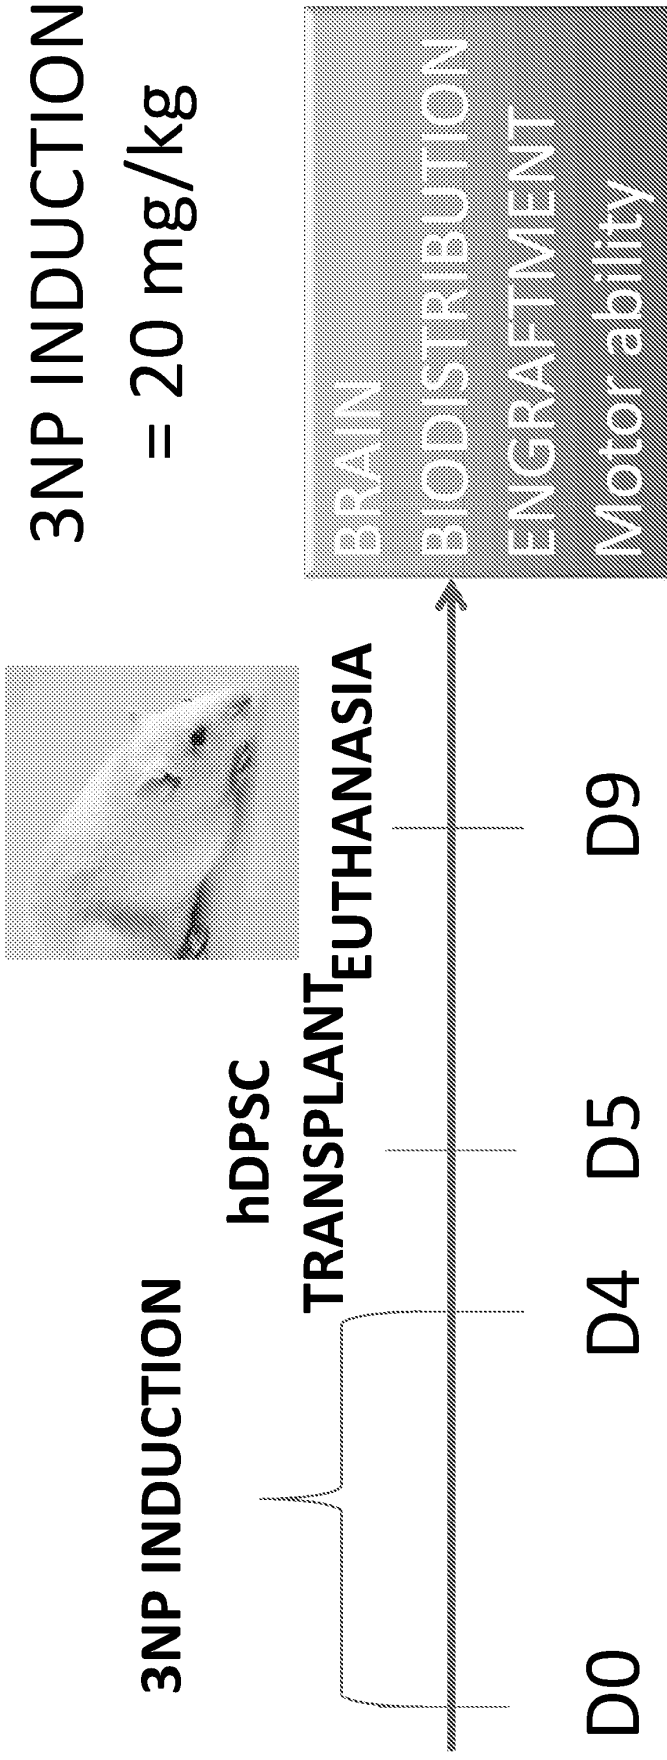 3NP INDUCTION
= 20 mg/kg
3NP INDUCTION
hDPSC
TRANSPLANT
EUTHANASIA
BRAIN
BIODISTRIBUTION
ENGRAFTMENT
Motor ability
D0
D4
D5
D9